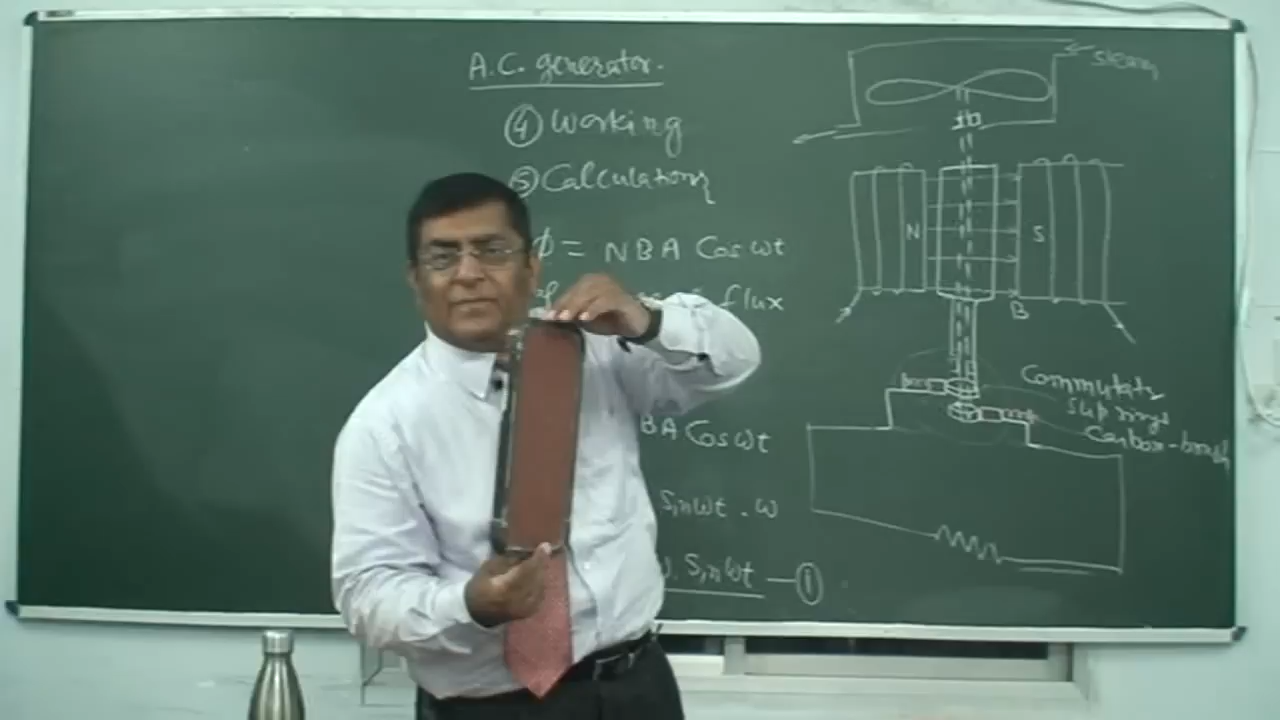 A.C. generator.
④ Working
⑤ Calculations
ϕ = NBA Cos ωt
flux
BA Cos ωt
Sin ωt . ω
. Sin ωt — ①
steam
N
S
B
slip rings
Carbon-brush